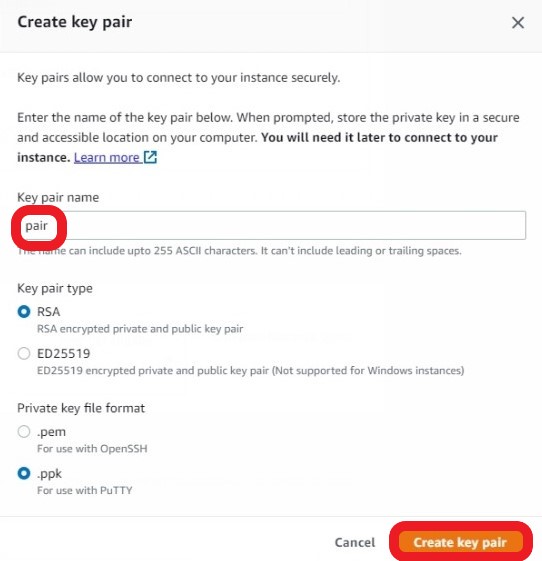 Create key pair
Key pairs allow you to connect to your instance securely.
Enter the name of the key pair below. When prompted, store the private key in a secure
and accessible location on your computer. You will need it later to connect to your
instance. Learn more
Key pair name
pair
The name can include upto 255 ASCII characters. It can't include leading or trailing spaces.
Key pair type
RSA
RSA encrypted private and public key pair
ED25519
ED25519 encrypted private and public key pair (Not supported for Windows instances)
Private key file format
.pem
For use with OpenSSH
.ppk
For use with PuTTY
Cancel Create key pair